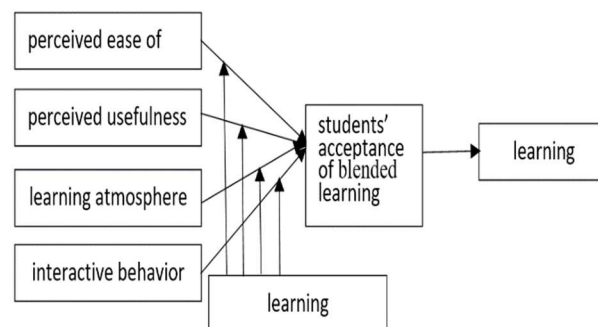 perceived ease of
perceived usefulness
learning atmosphere
interactive behavior
students'
acceptance
of blended
learning
learning
learning